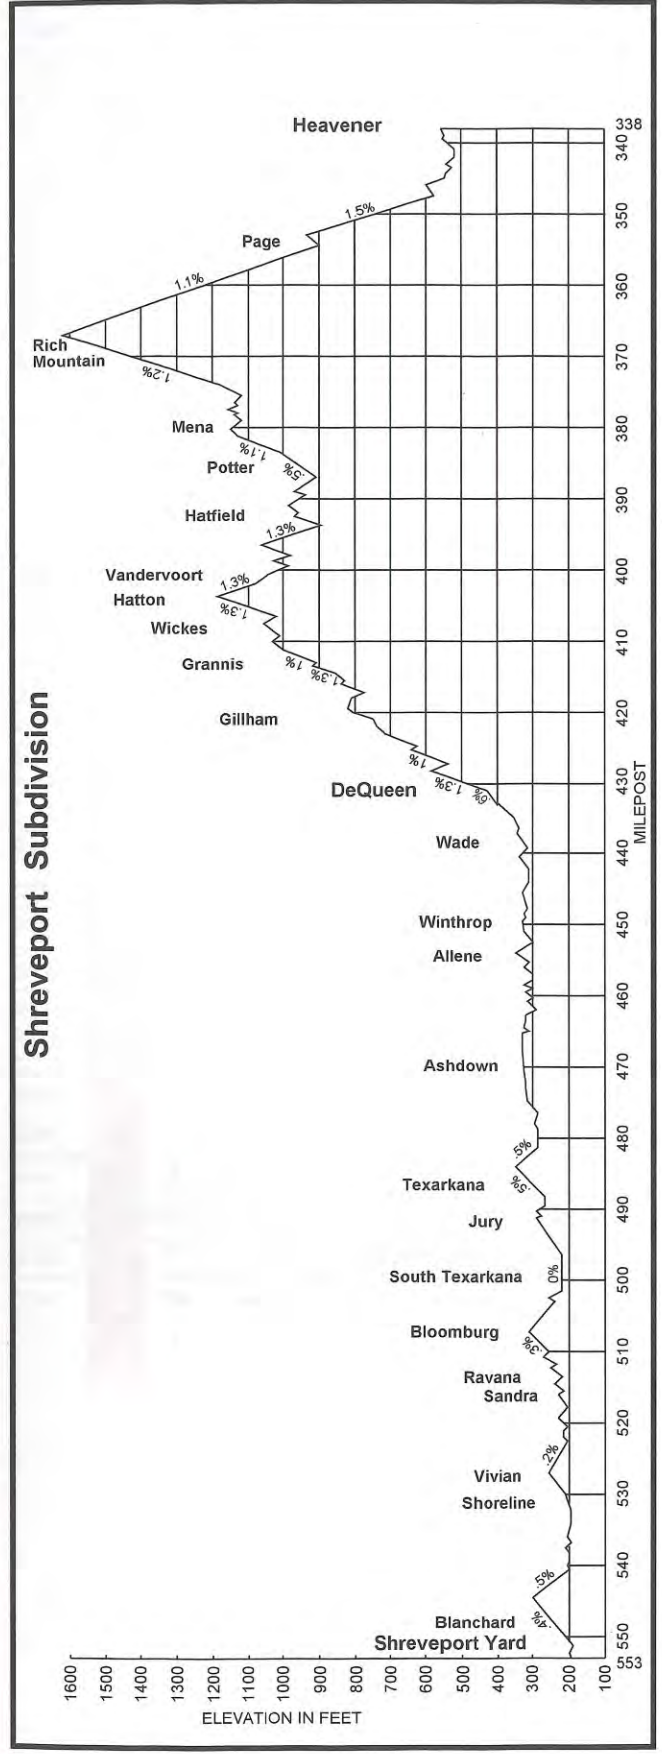 Shreveport Subdivision
Heavener
Page
Rich
Mountain
Mena
Potter
Hatfield
Vandervoort
Hatton
Wickes
Grannis
Gillham
DeQueen
Wade
Winthrop
Allene
Ashdown
Texarkana
Jury
South Texarkana
Bloomburg
Ravana
Sandra
Vivian
Shoreline
Blanchard
Shreveport Yard
1.5%
1.1%
1.2%
1.1%
.5%
1.3%
1.3%
1.3%
1%
1.3%
1%
1.3%
.6%
.5%
.5%
0%
.3%
.2%
.5%
.4%
338
340
350
360
370
380
390
400
410
420
430
440
450
460
470
480
490
500
510
520
530
540
550
553
MILEPOST
1600
1500
1400
1300
1200
1100
1000
900
800
700
600
500
400
300
200
100
ELEVATION IN FEET